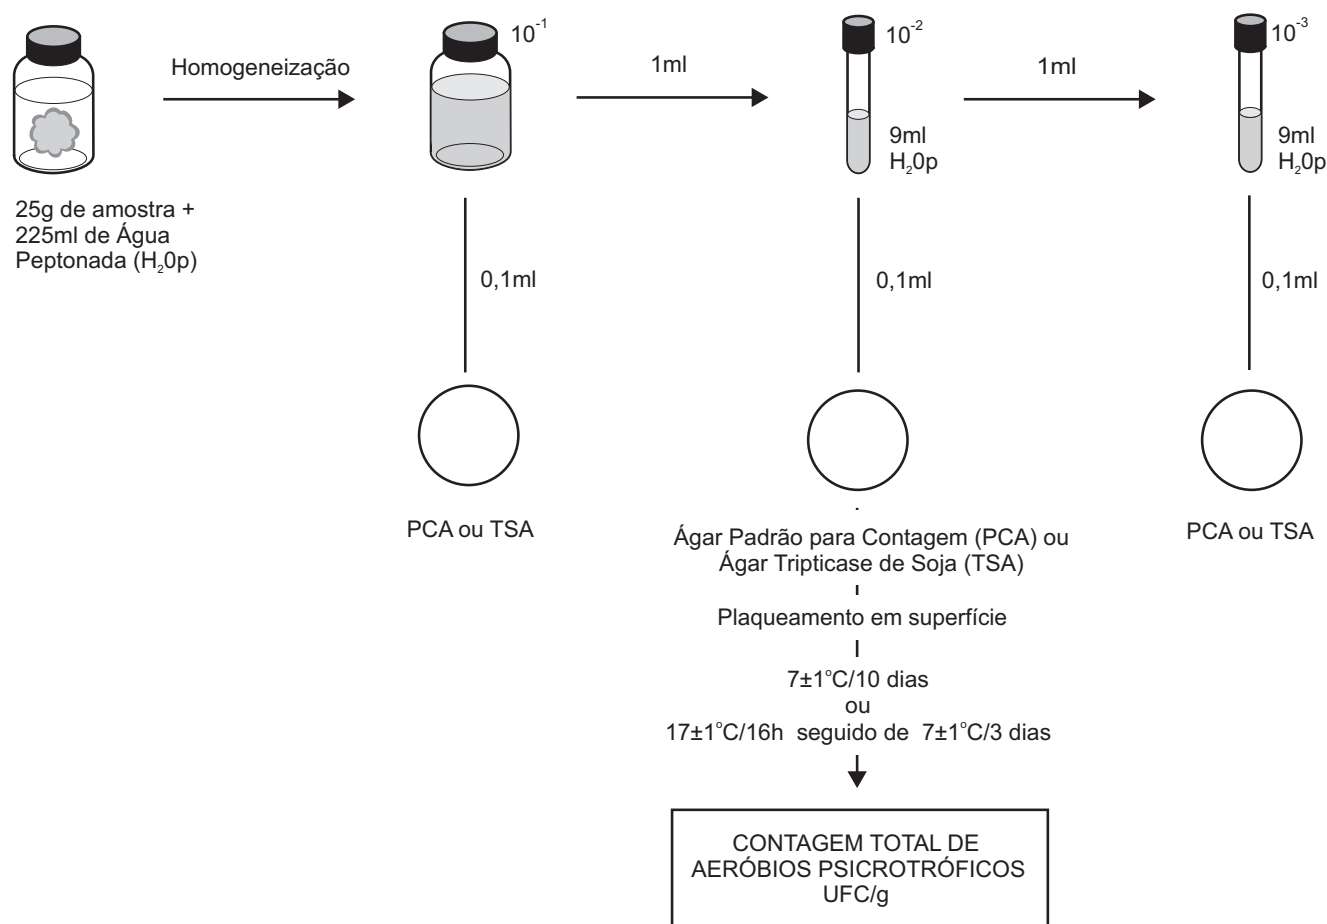 10⁻¹
10⁻²
10⁻³
Homogeneização
1ml
1ml
9ml
H₂0p
9ml
H₂0p
25g de amostra +
225ml de Água
Peptonada (H₂0p)
0,1ml
0,1ml
0,1ml
PCA ou TSA
Ágar Padrão para Contagem (PCA) ou
Ágar Tripticase de Soja (TSA)
PCA ou TSA
Plaqueamento em superfície
7±1°C/10 dias
ou
17±1°C/16h seguido de 7±1°C/3 dias
CONTAGEM TOTAL DE
AERÓBIOS PSICROTRÓFICOS
UFC/g